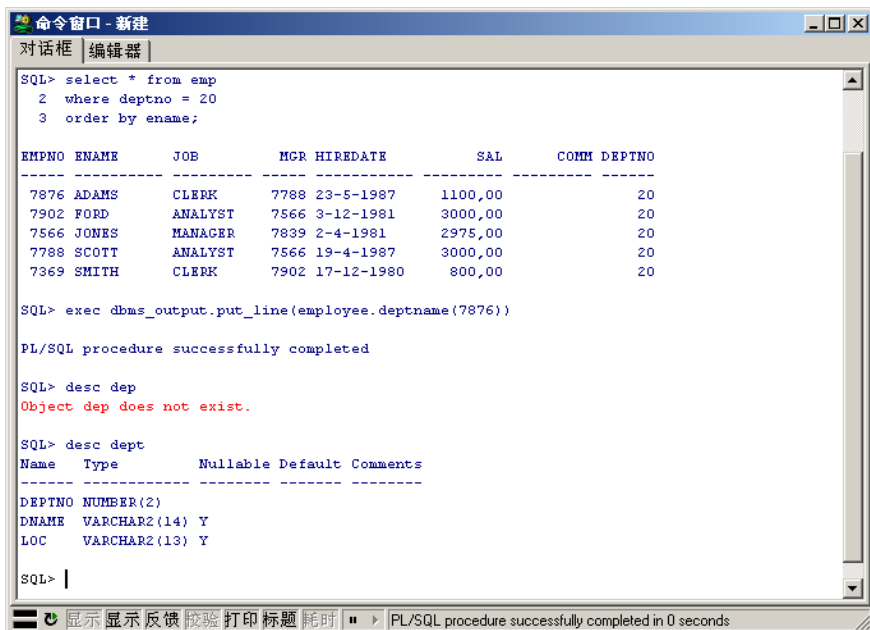 命令窗口 - 新建
对话框 编辑器
SQL> select * from emp
  2  where deptno = 20
  3  order by ename;
EMPNO ENAME      JOB         MGR HIREDATE          SAL      COMM DEPTNO
----- ---------- --------- ----- ----------- --------- --------- ------
 7876 ADAMS      CLERK      7788 23-5-1987     1100,00               20
 7902 FORD       ANALYST    7566 3-12-1981     3000,00               20
 7566 JONES      MANAGER    7839 2-4-1981      2975,00               20
 7788 SCOTT      ANALYST    7566 19-4-1987     3000,00               20
 7369 SMITH      CLERK      7902 17-12-1980     800,00               20
SQL> exec dbms_output.put_line(employee.deptname(7876))
PL/SQL procedure successfully completed
SQL> desc dep
Object dep does not exist.
SQL> desc dept
Name   Type         Nullable Default Comments
------ ------------ -------- ------- --------
DEPTNO NUMBER(2)
DNAME  VARCHAR2(14) Y
LOC    VARCHAR2(13) Y
SQL>
显示 显示 反馈 校验 打印 标题 耗时 PL/SQL procedure successfully completed in 0 seconds